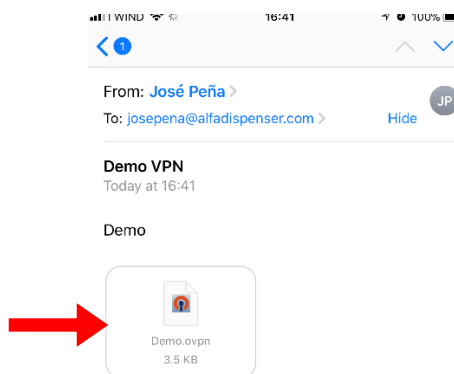 I WIND 16:41 100%
1
From: José Peña
JP
To: josepena@alfadispenser.com Hide
Demo VPN
Today at 16:41
Demo
Demo.ovpn
3.5 KB